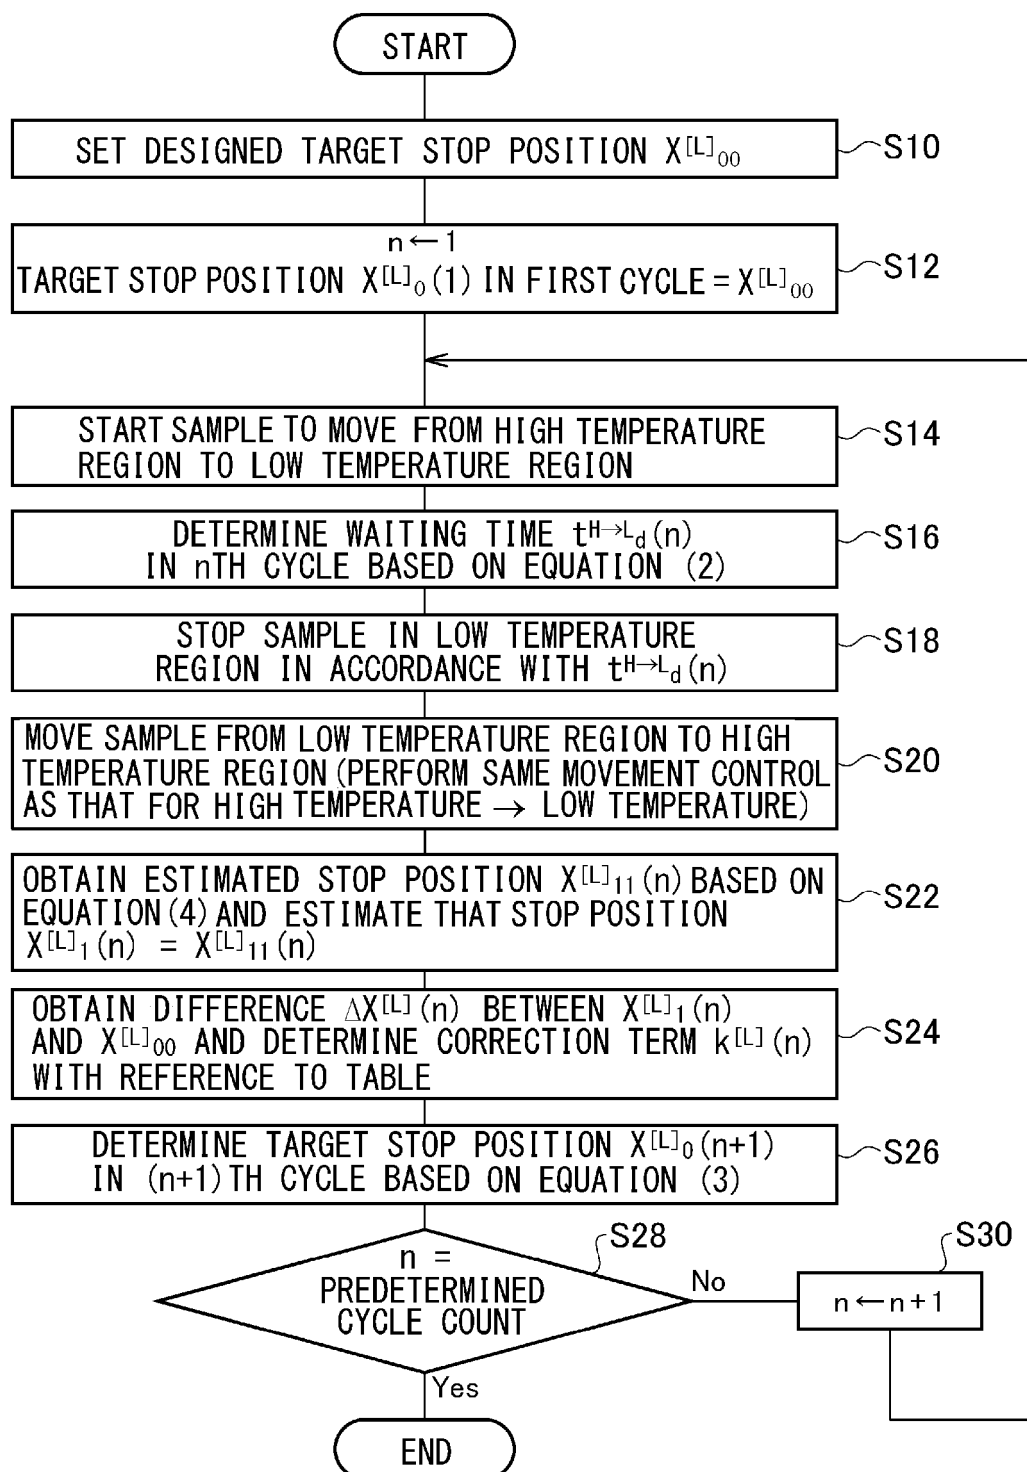 START
SET DESIGNED TARGET STOP POSITION X[L]00
S10
n←1
TARGET STOP POSITION X[L]0(1) IN FIRST CYCLE=X[L]00
S12
START SAMPLE TO MOVE FROM HIGH TEMPERATURE
REGION TO LOW TEMPERATURE REGION
S14
DETERMINE WAITING TIME tH→Ld(n)
IN nTH CYCLE BASED ON EQUATION (2)
S16
STOP SAMPLE IN LOW TEMPERATURE
REGION IN ACCORDANCE WITH tH→Ld(n)
S18
MOVE SAMPLE FROM LOW TEMPERATURE REGION TO HIGH
TEMPERATURE REGION (PERFORM SAME MOVEMENT CONTROL
AS THAT FOR HIGH TEMPERATURE → LOW TEMPERATURE)
S20
OBTAIN ESTIMATED STOP POSITION X[L]11(n) BASED ON
EQUATION (4) AND ESTIMATE THAT STOP POSITION
X[L]1(n) = X[L]11(n)
S22
OBTAIN DIFFERENCE ΔX[L](n) BETWEEN X[L]1(n)
AND X[L]00 AND DETERMINE CORRECTION TERM k[L](n)
WITH REFERENCE TO TABLE
S24
DETERMINE TARGET STOP POSITION X[L]0(n+1)
IN (n+1)TH CYCLE BASED ON EQUATION (3)
S26
n =
PREDETERMINED
CYCLE COUNT
S28
No
n←n+1
S30
Yes
END